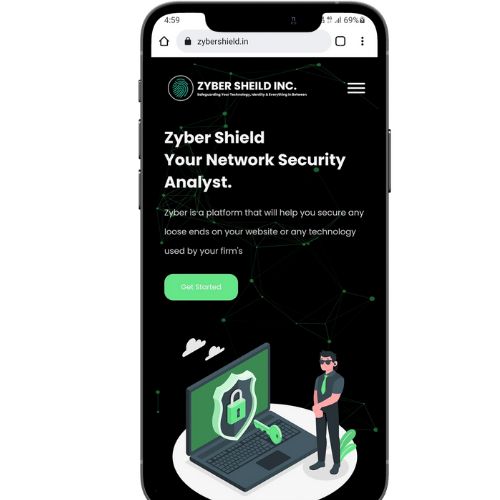 4:59
69%
zybershield.in
ZYBER SHEILD INC.
Safeguarding Your Technology, Identity & Everything In Between
Zyber Shield
Your Network Security
Analyst.
Zyber is a platform that will help you secure any
loose ends on your website or any technology
used by your firm's
Get Started